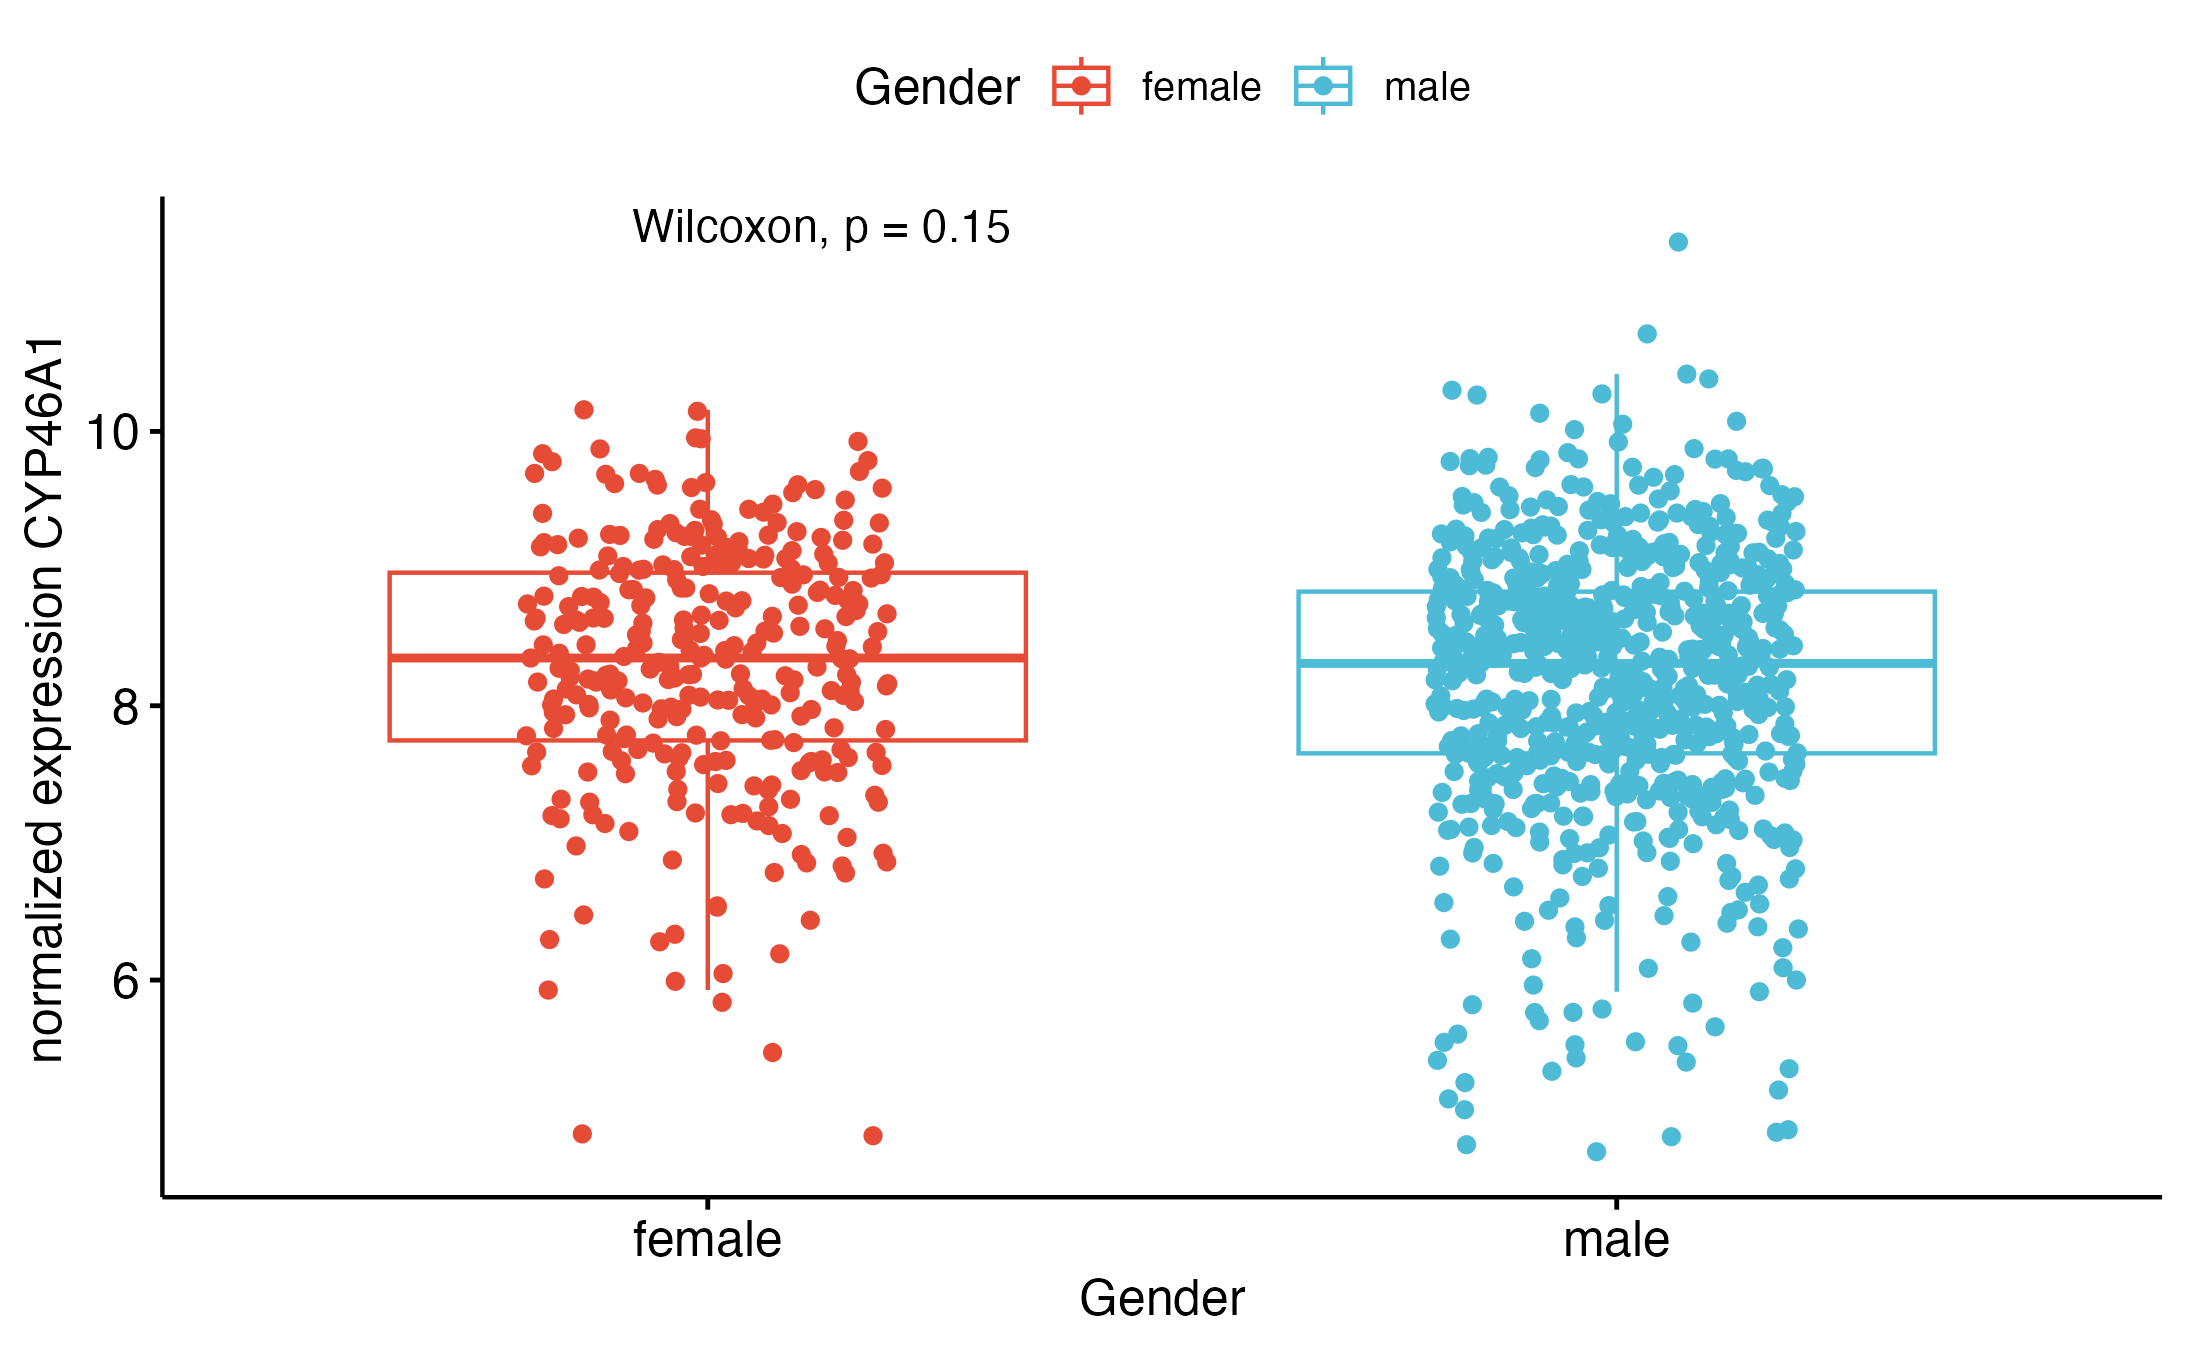 Gender female male
Wilcoxon, p = 0.15
normalized expression CYP46A1
10
8
6
female male
Gender